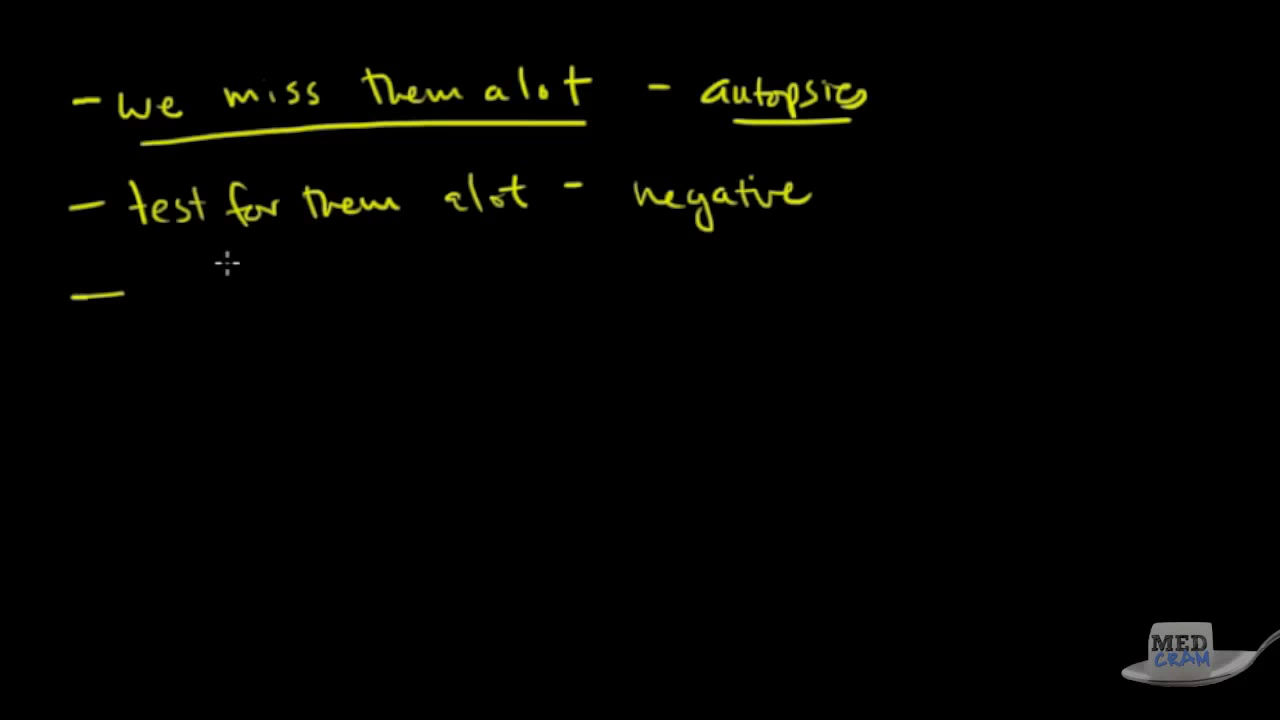 - we miss them alot - autopsies
- test for them alot - negative
-
MED
CRAM